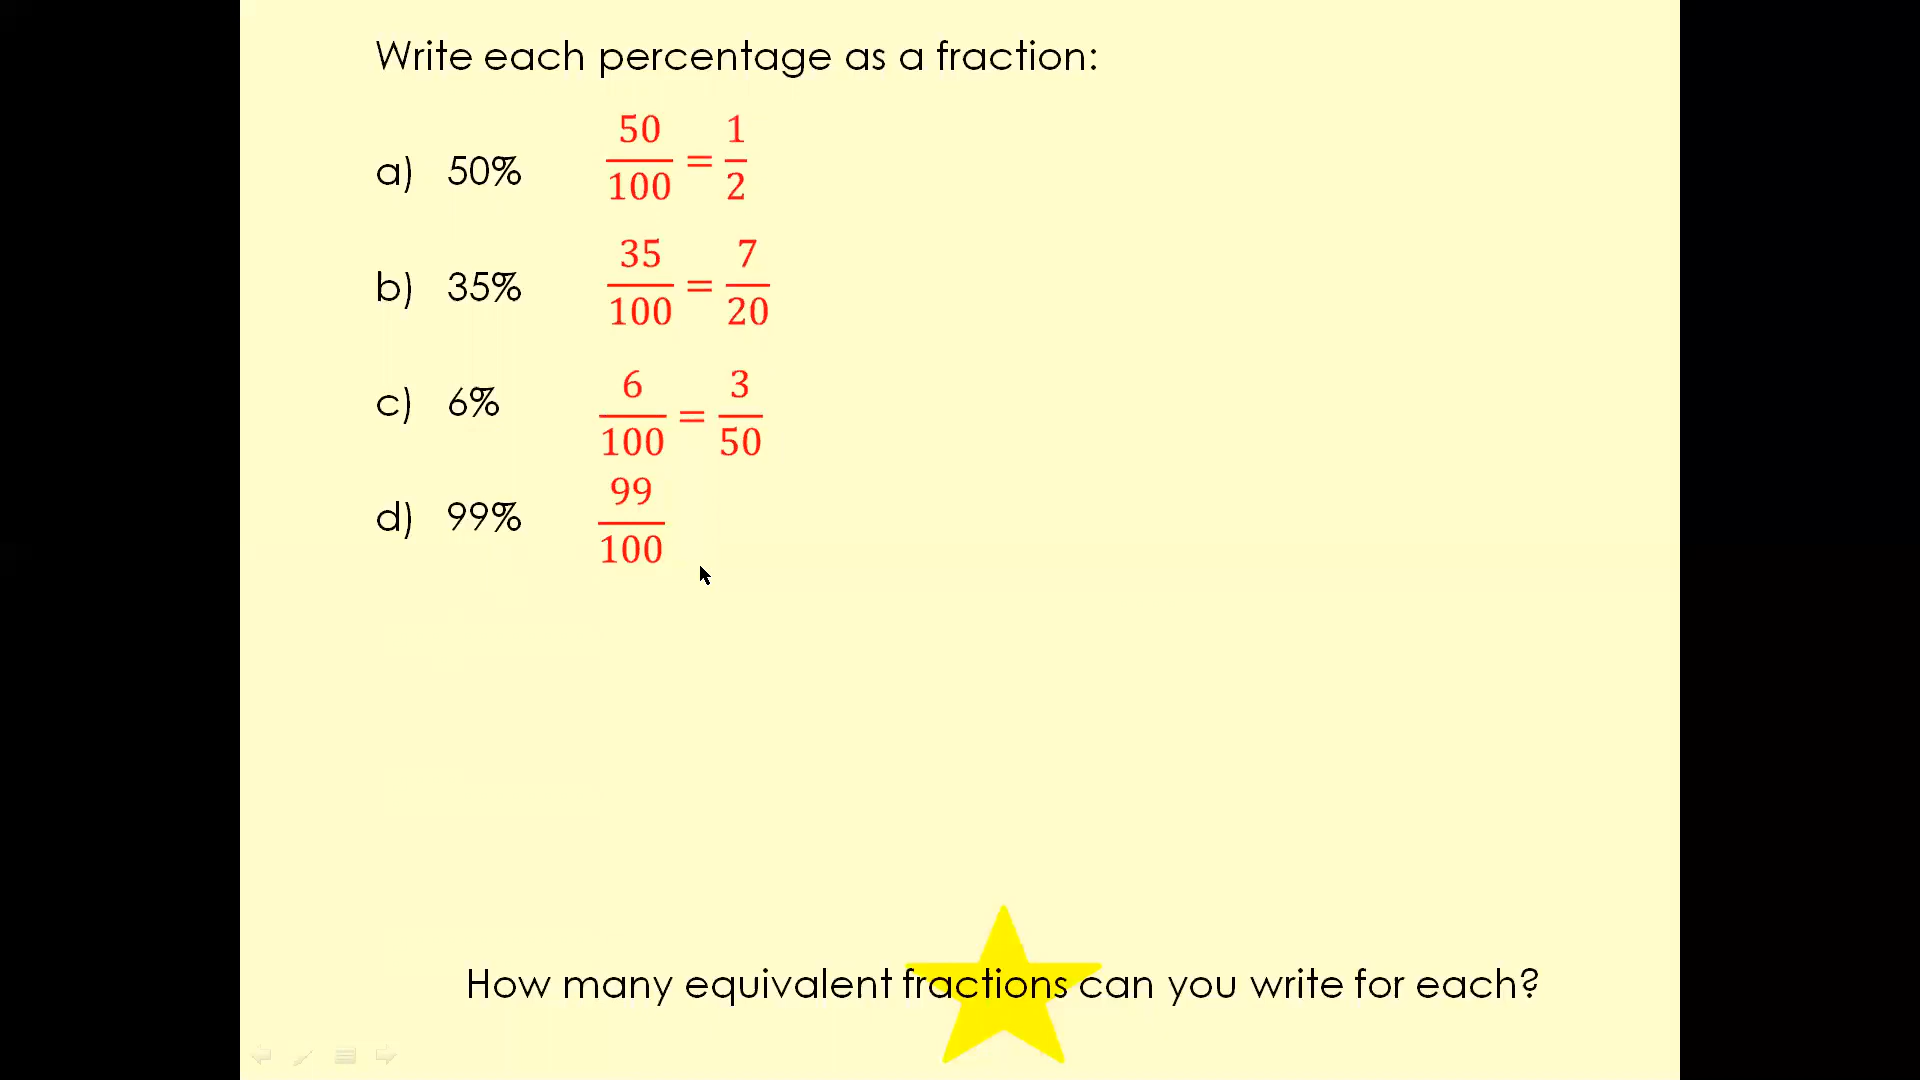 Write each percentage as a fraction:
a) 50% 50/100 = 1/2
b) 35% 35/100 = 7/20
c) 6% 6/100 = 3/50
d) 99% 99/100
How many equivalent fractions can you write for each?